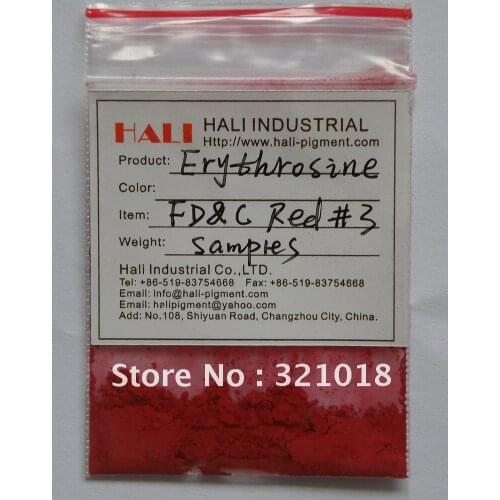 HALI HALI INDUSTRIAL
Http://www.hali-pigment.com
Product: Erythrosine
Color:
Item: FD&C Red #3
Weight: Samples
Hali Industrial Co.,LTD.
Tel: +86-519-83754668 Fax: +86-519-83754668
Email: Info@hali-pigment.com
Email: helipigment@yahoo.com
Add: No.108, Shiyuan Road, Changzhou City, China.
Store No : 321018